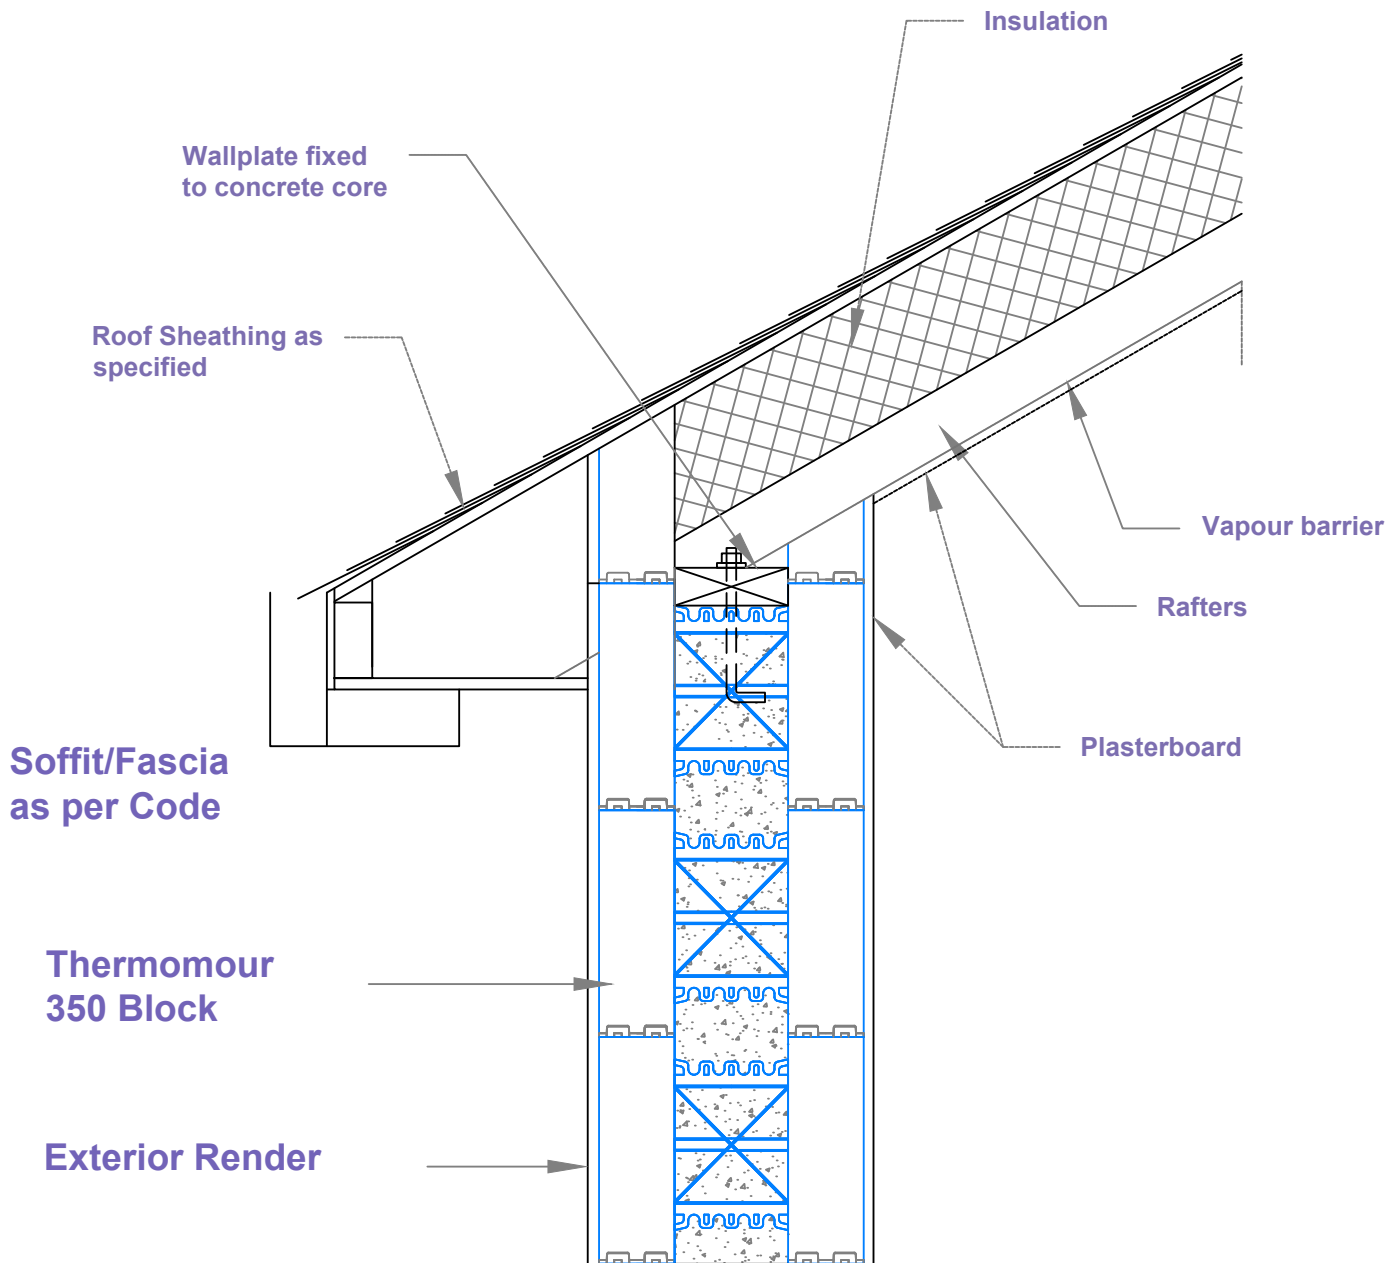 Insulation
Wallplate fixed
to concrete core
Roof Sheathing as
specified
Vapour barrier
Rafters
Plasterboard
Soffit/Fascia
as per Code
Thermomour
350 Block
Exterior Render